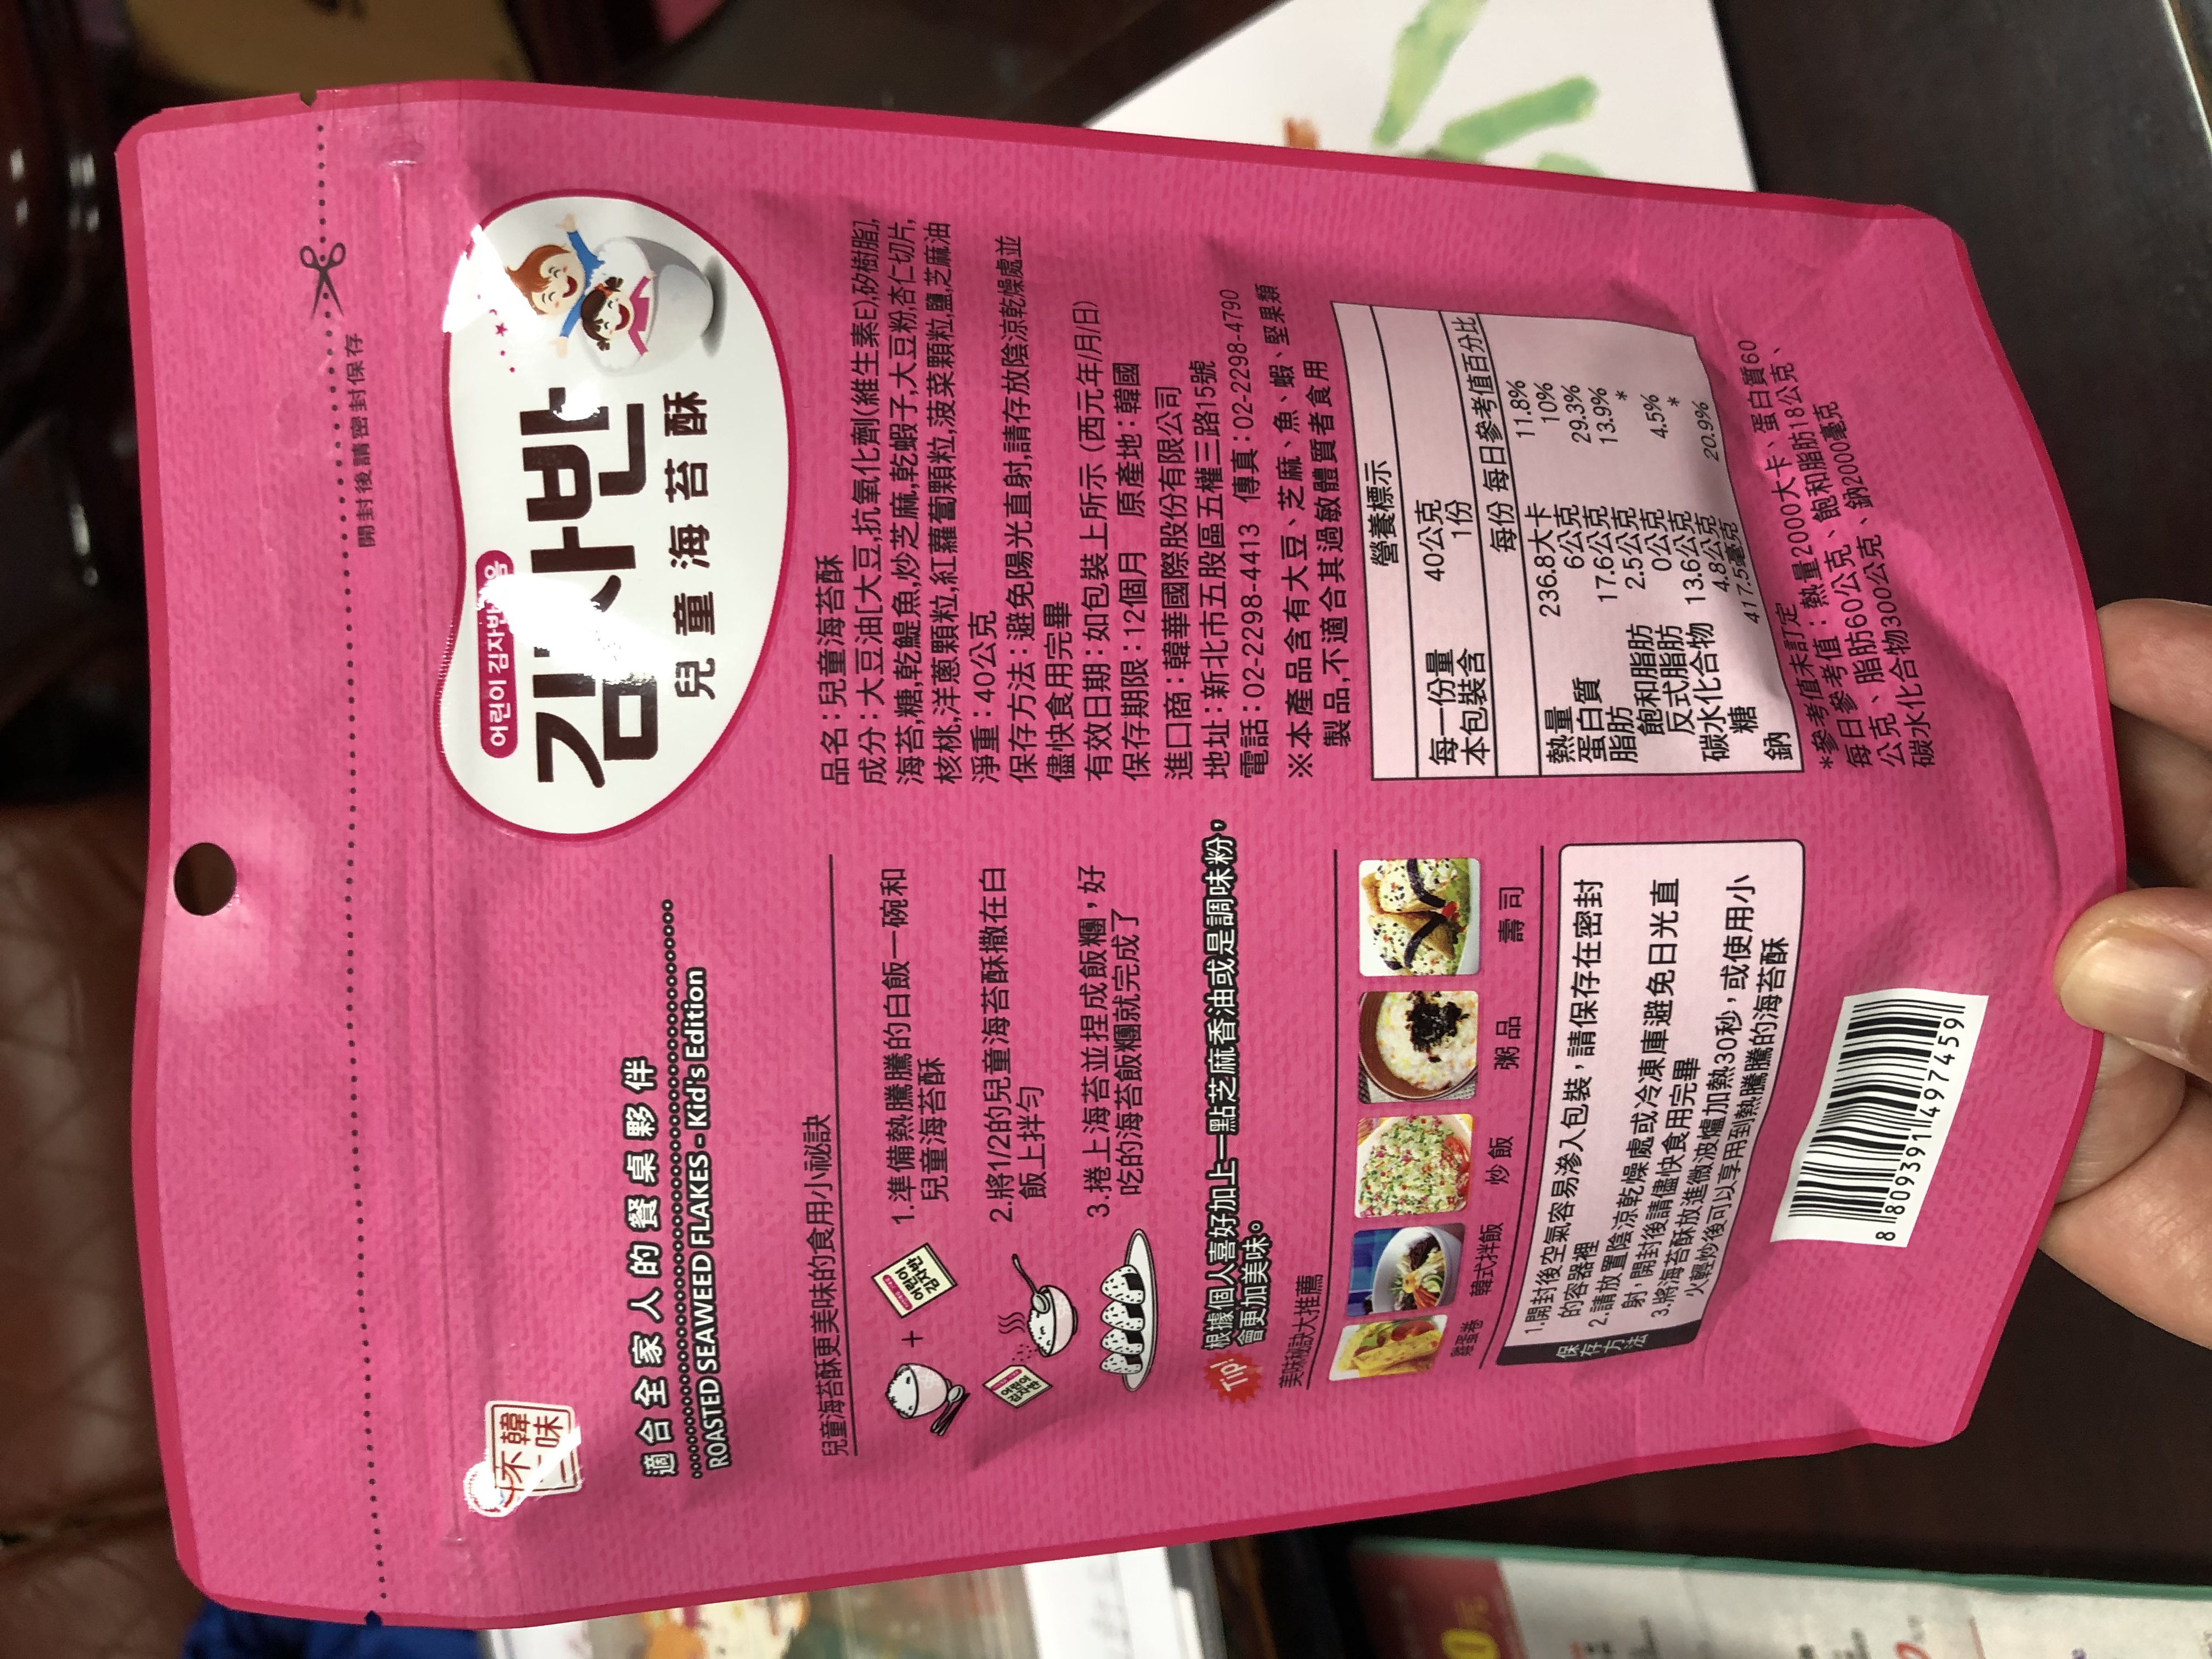 開封後請密封保存
不韓
一味
適合全家人的餐桌夥伴
ROASTED SEAWEED FLAKES - Kid's Edition
어린이 김자반
김자반
兒童海苔酥
兒童海苔酥更美味的食用小祕訣
1.準備熱騰騰的白飯一碗和
兒童海苔酥
2.將1/2的兒童海苔酥撒在白
飯上拌勻
3.捲上海苔並捏成飯糰，好
吃的海苔飯糰就完成了
어린이
김자반
어린이
김자반
Tip!
根據個人喜好加上一點芝麻香油或是調味粉，
會更加美味。
美味秘訣大推薦
雞蛋卷 韓式拌飯 炒飯 粥品 壽司
保存方法
1.開封後空氣容易滲入包裝，請保存在密封
的容器裡
2.請放置陰涼乾燥處或冷凍庫避免日光直
射，開封後請儘快食用完畢
3.將海苔酥放進微波爐加熱30秒，或使用小
火輕炒後可以享用到熱騰騰的海苔酥
8 809391 497459
品名：兒童海苔酥
成分：大豆油[大豆,抗氧化劑(維生素E),矽樹脂],
海苔,糖,乾鯷魚,炒芝麻,乾蝦子,大豆粉,杏仁切片,
核桃,洋蔥顆粒,紅蘿蔔顆粒,菠菜顆粒,鹽,芝麻油
淨重：40公克
保存方法：避免陽光直射,請存放陰涼乾燥處並
儘快食用完畢
有效日期：如包裝上所示 (西元年/月/日)
保存期限：12個月 原產地：韓國
進口商：韓華國際股份有限公司
地址：新北市五股區五權三路15號
電話：02-2298-4413 傳真：02-2298-4790
※本產品含有大豆、芝麻、魚、蝦、堅果類
製品,不適合其過敏體質者食用
營養標示
每一份量 40公克
本包裝含 1份
每份 每日參考值百分比
熱量 236.8大卡 11.8%
蛋白質 6公克 10%
脂肪 17.6公克 29.3%
飽和脂肪 2.5公克 13.9%
反式脂肪 0公克 *
碳水化合物 13.6公克 4.5%
糖 4.8公克 *
鈉 417.5毫克 20.9%
*參考值未訂定
每日參考值：熱量2000大卡、蛋白質60
公克、脂肪60公克、飽和脂肪18公克、
碳水化合物300公克、鈉2000毫克